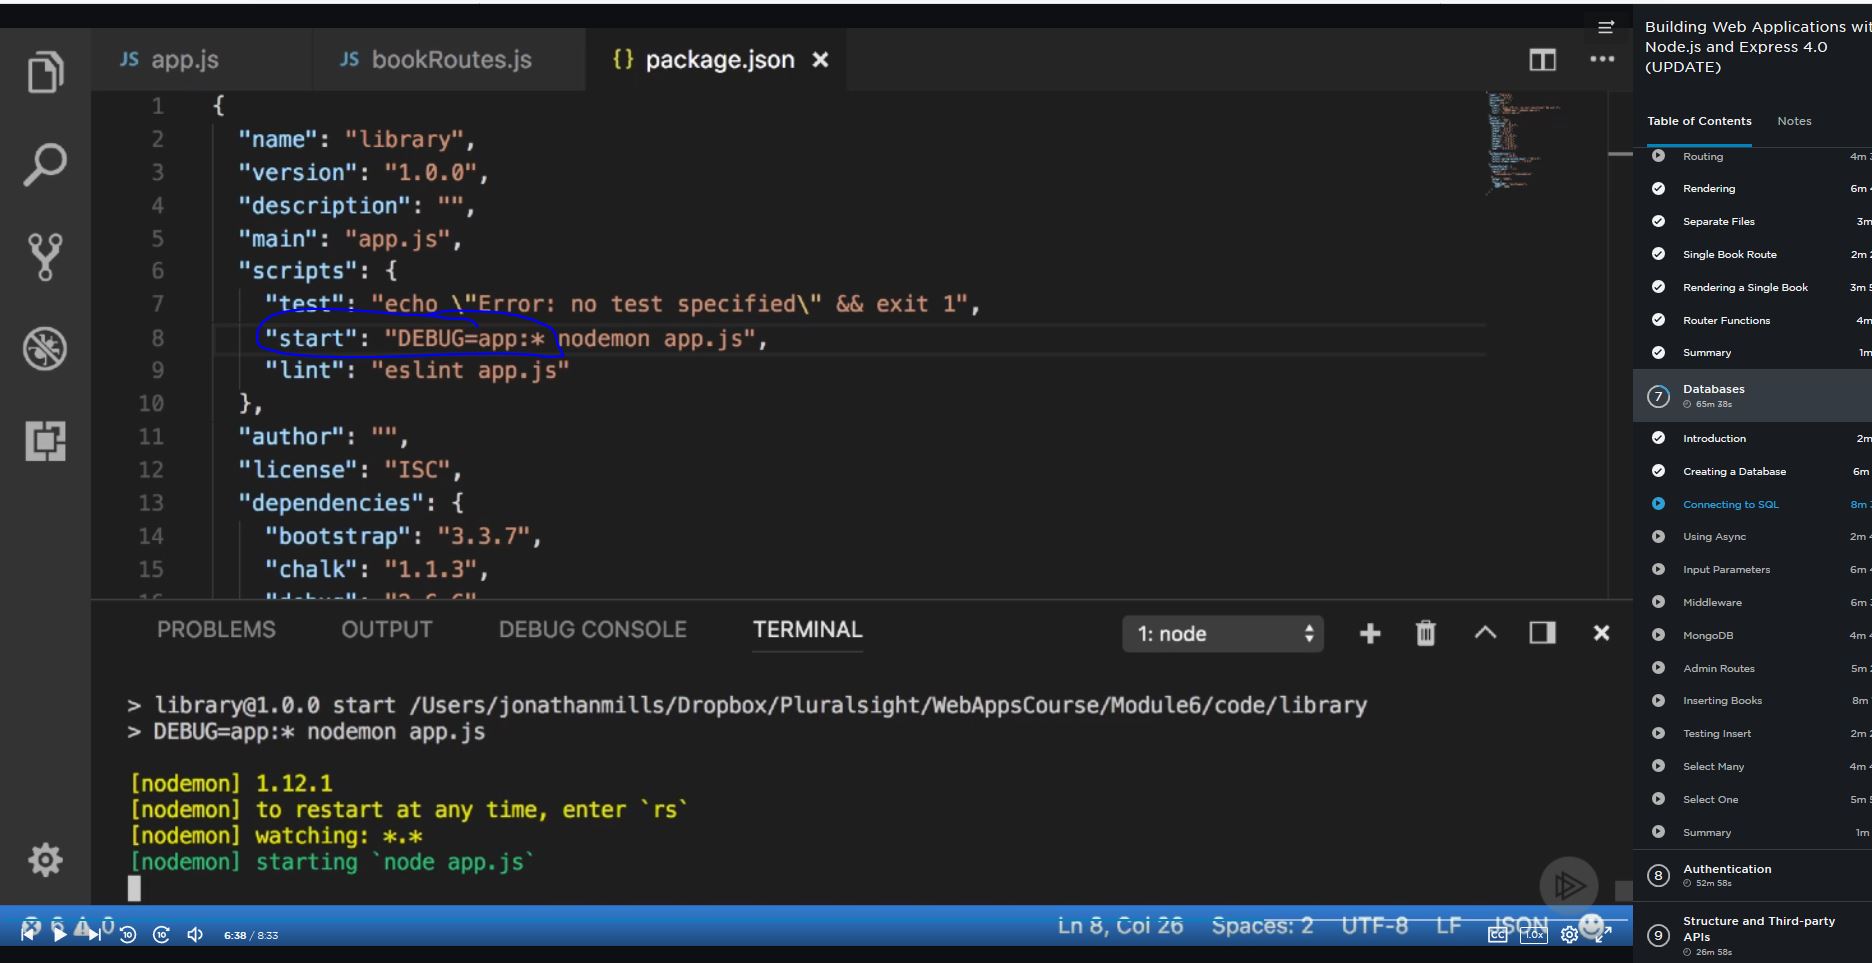 JS app.js
JS bookRoutes.js
{} package.json ×
1 {
2 "name": "library",
3 "version": "1.0.0",
4 "description": "",
5 "main": "app.js",
6 "scripts": {
7 "test": "echo \"Error: no test specified\" && exit 1",
8 "start": "DEBUG=app:* nodemon app.js",
9 "lint": "eslint app.js"
10 },
11 "author": "",
12 "license": "ISC",
13 "dependencies": {
14 "bootstrap": "3.3.7",
15 "chalk": "1.1.3",
PROBLEMS OUTPUT DEBUG CONSOLE TERMINAL
1: node
> library@1.0.0 start /Users/jonathanmills/Dropbox/Pluralsight/WebAppsCourse/Module6/code/library
> DEBUG=app:* nodemon app.js
[nodemon] 1.12.1
[nodemon] to restart at any time, enter `rs`
[nodemon] watching: *.*
[nodemon] starting `node app.js`
6:38 / 8:33
Ln 8, Col 26 Spaces: 2 UTF-8 LF JSON
CC 1.0x
Building Web Applications wit
Node.js and Express 4.0
(UPDATE)
Table of Contents Notes
Routing 4m
Rendering 6m
Separate Files 3m
Single Book Route 2m
Rendering a Single Book 3m
Router Functions 4m
Summary 1m
7 Databases
65m 38s
Introduction 2m
Creating a Database 6m
Connecting to SQL 8m
Using Async 2m
Input Parameters 6m
Middleware 6m
MongoDB 4m
Admin Routes 5m
Inserting Books 8m
Testing Insert 2m
Select Many 4m
Select One 5m
Summary 1m
8 Authentication
52m 58s
9 Structure and Third-party
APIs
26m 58s